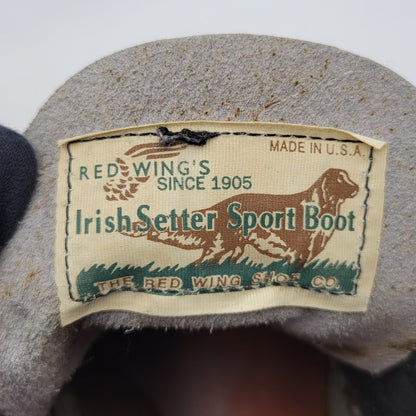 MADE IN U.S.A.
RED WING'S
SINCE 1905
Irish Setter Sport Boot
THE RED WING SHOE CO.